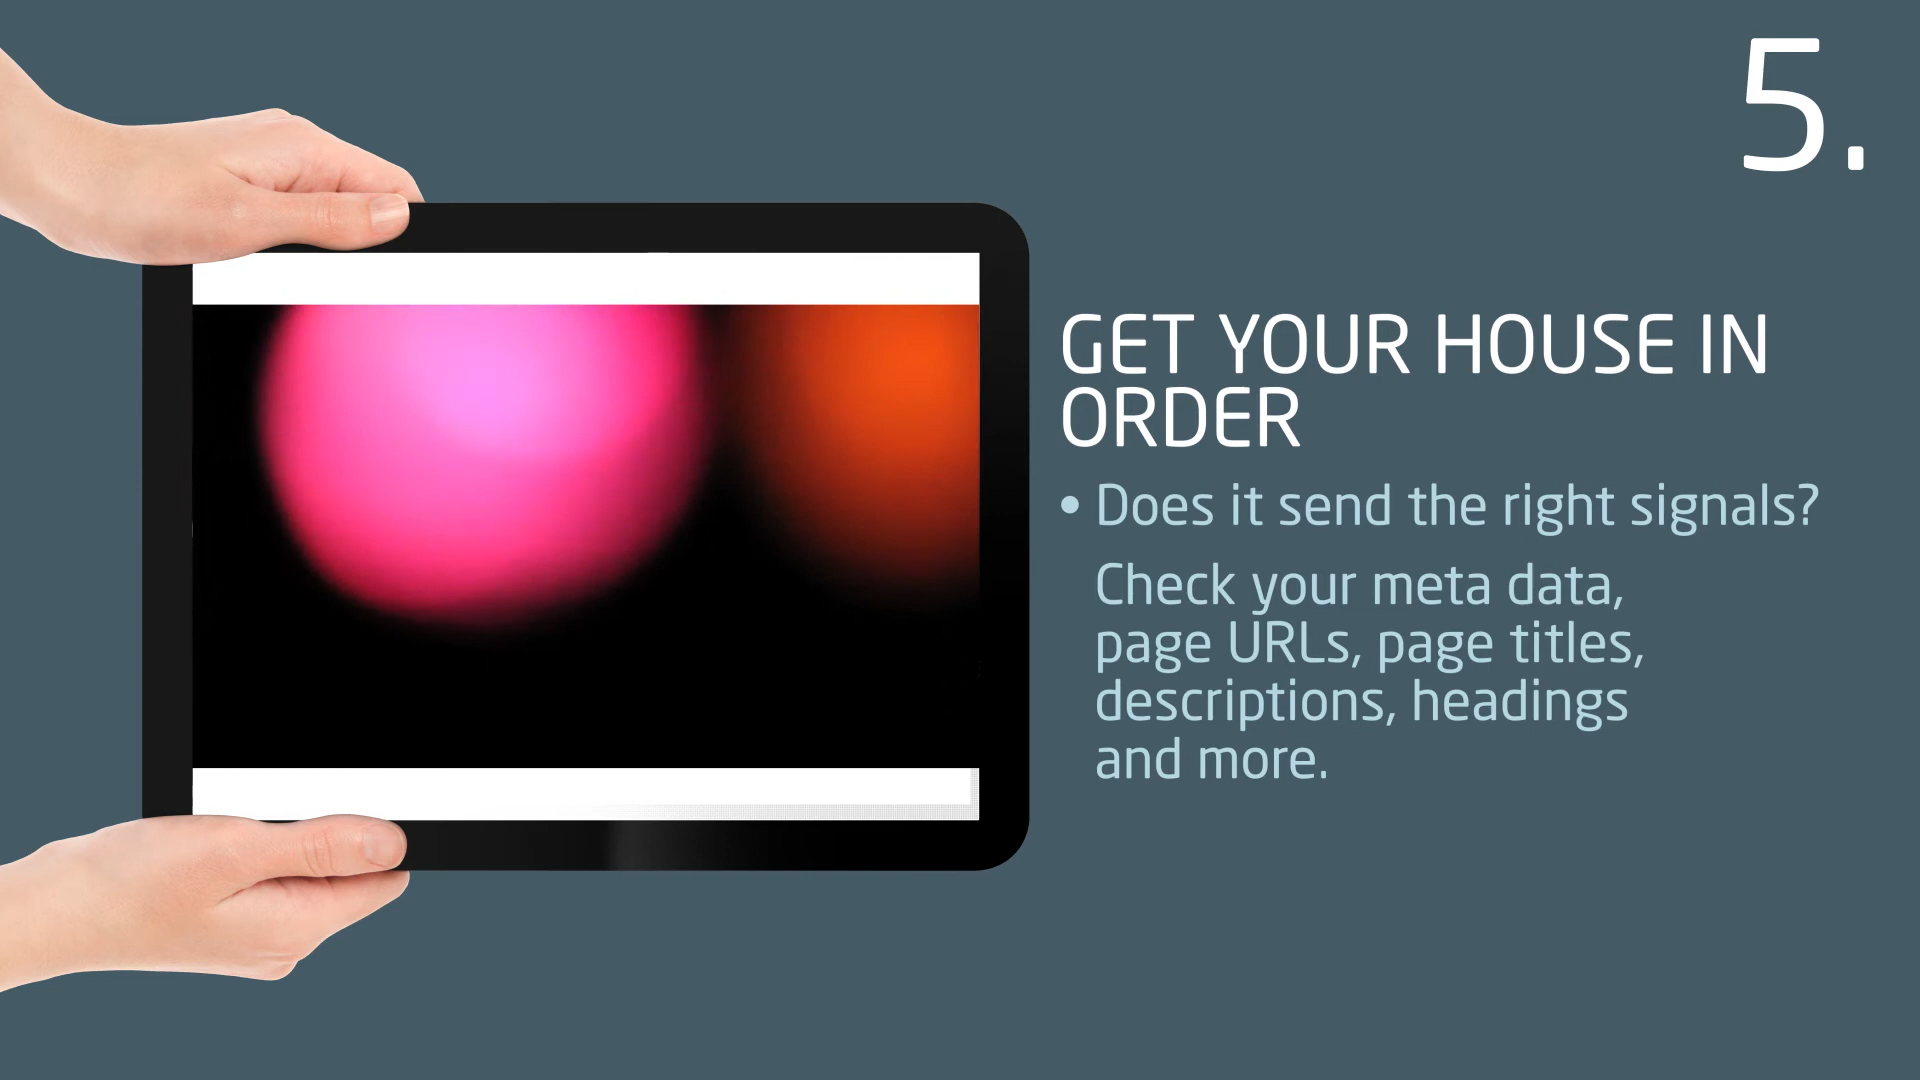 5.
GET YOUR HOUSE IN
ORDER
• Does it send the right signals?
Check your meta data,
page URLs, page titles,
descriptions, headings
and more.